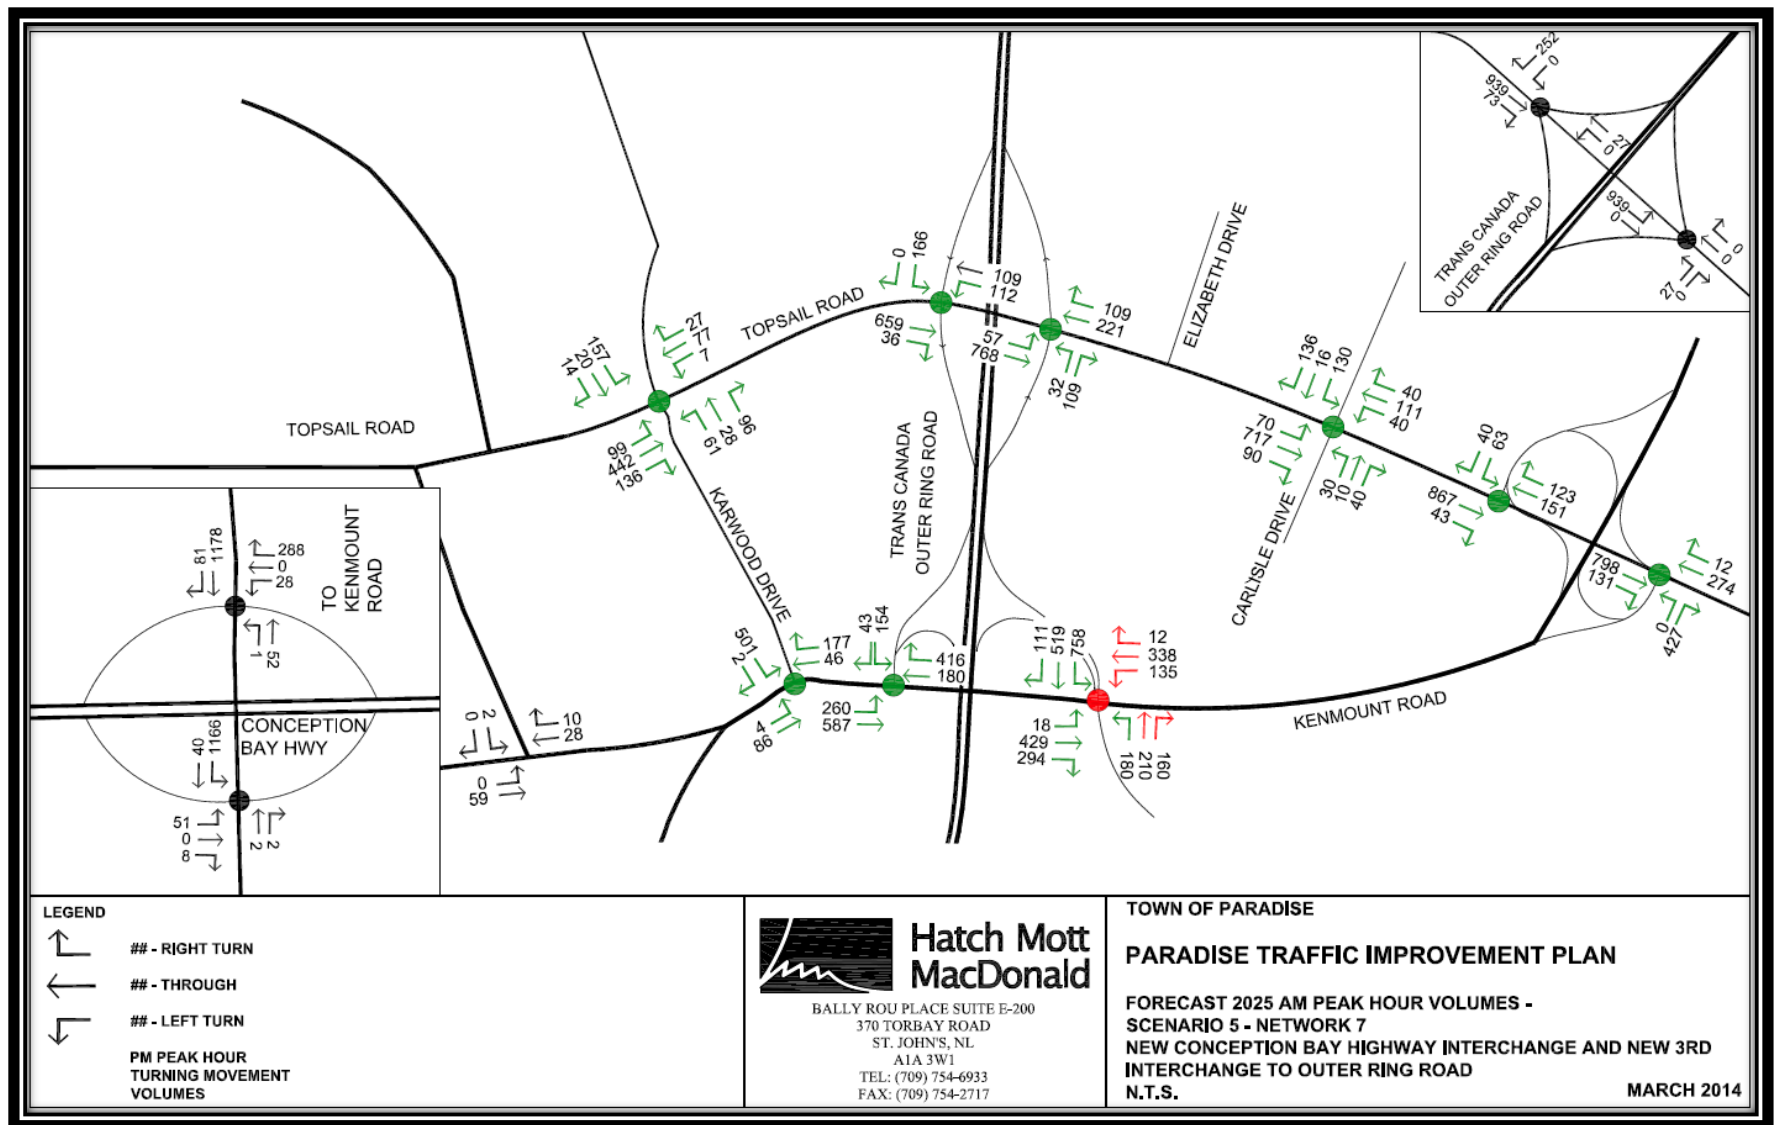 252
0
939
73
27
0
939
0
0
0
27
0
TRANS CANADA
OUTER RING ROAD
ELIZABETH DRIVE
0
166
109
112
659
36
TOPSAIL ROAD
57
768
109
221
32
109
27
77
7
157
20
14
99
442
136
96
28
61
TOPSAIL ROAD
136
16
130
40
111
40
70
717
90
30
10
40
CARLISLE DRIVE
40
63
123
151
867
43
798
131
12
274
0
427
KARWOOD DRIVE
TRANS CANADA
OUTER RING ROAD
81
1178
288
0
28
TO
KENMOUNT
ROAD
1
52
CONCEPTION
BAY HWY
40
1166
51
0
8
2
2
0
2
10
28
0
59
501
2
177
46
4
86
43
154
416
180
260
587
111
519
758
12
338
135
18
429
294
180
210
160
KENMOUNT ROAD
LEGEND
## - RIGHT TURN
## - THROUGH
## - LEFT TURN
PM PEAK HOUR
TURNING MOVEMENT
VOLUMES
Hatch Mott
MacDonald
BALLY ROU PLACE SUITE E-200
370 TORBAY ROAD
ST. JOHN'S, NL
A1A 3W1
TEL: (709) 754-6933
FAX: (709) 754-2717
TOWN OF PARADISE
PARADISE TRAFFIC IMPROVEMENT PLAN
FORECAST 2025 AM PEAK HOUR VOLUMES -
SCENARIO 5 - NETWORK 7
NEW CONCEPTION BAY HIGHWAY INTERCHANGE AND NEW 3RD
INTERCHANGE TO OUTER RING ROAD
N.T.S.
MARCH 2014